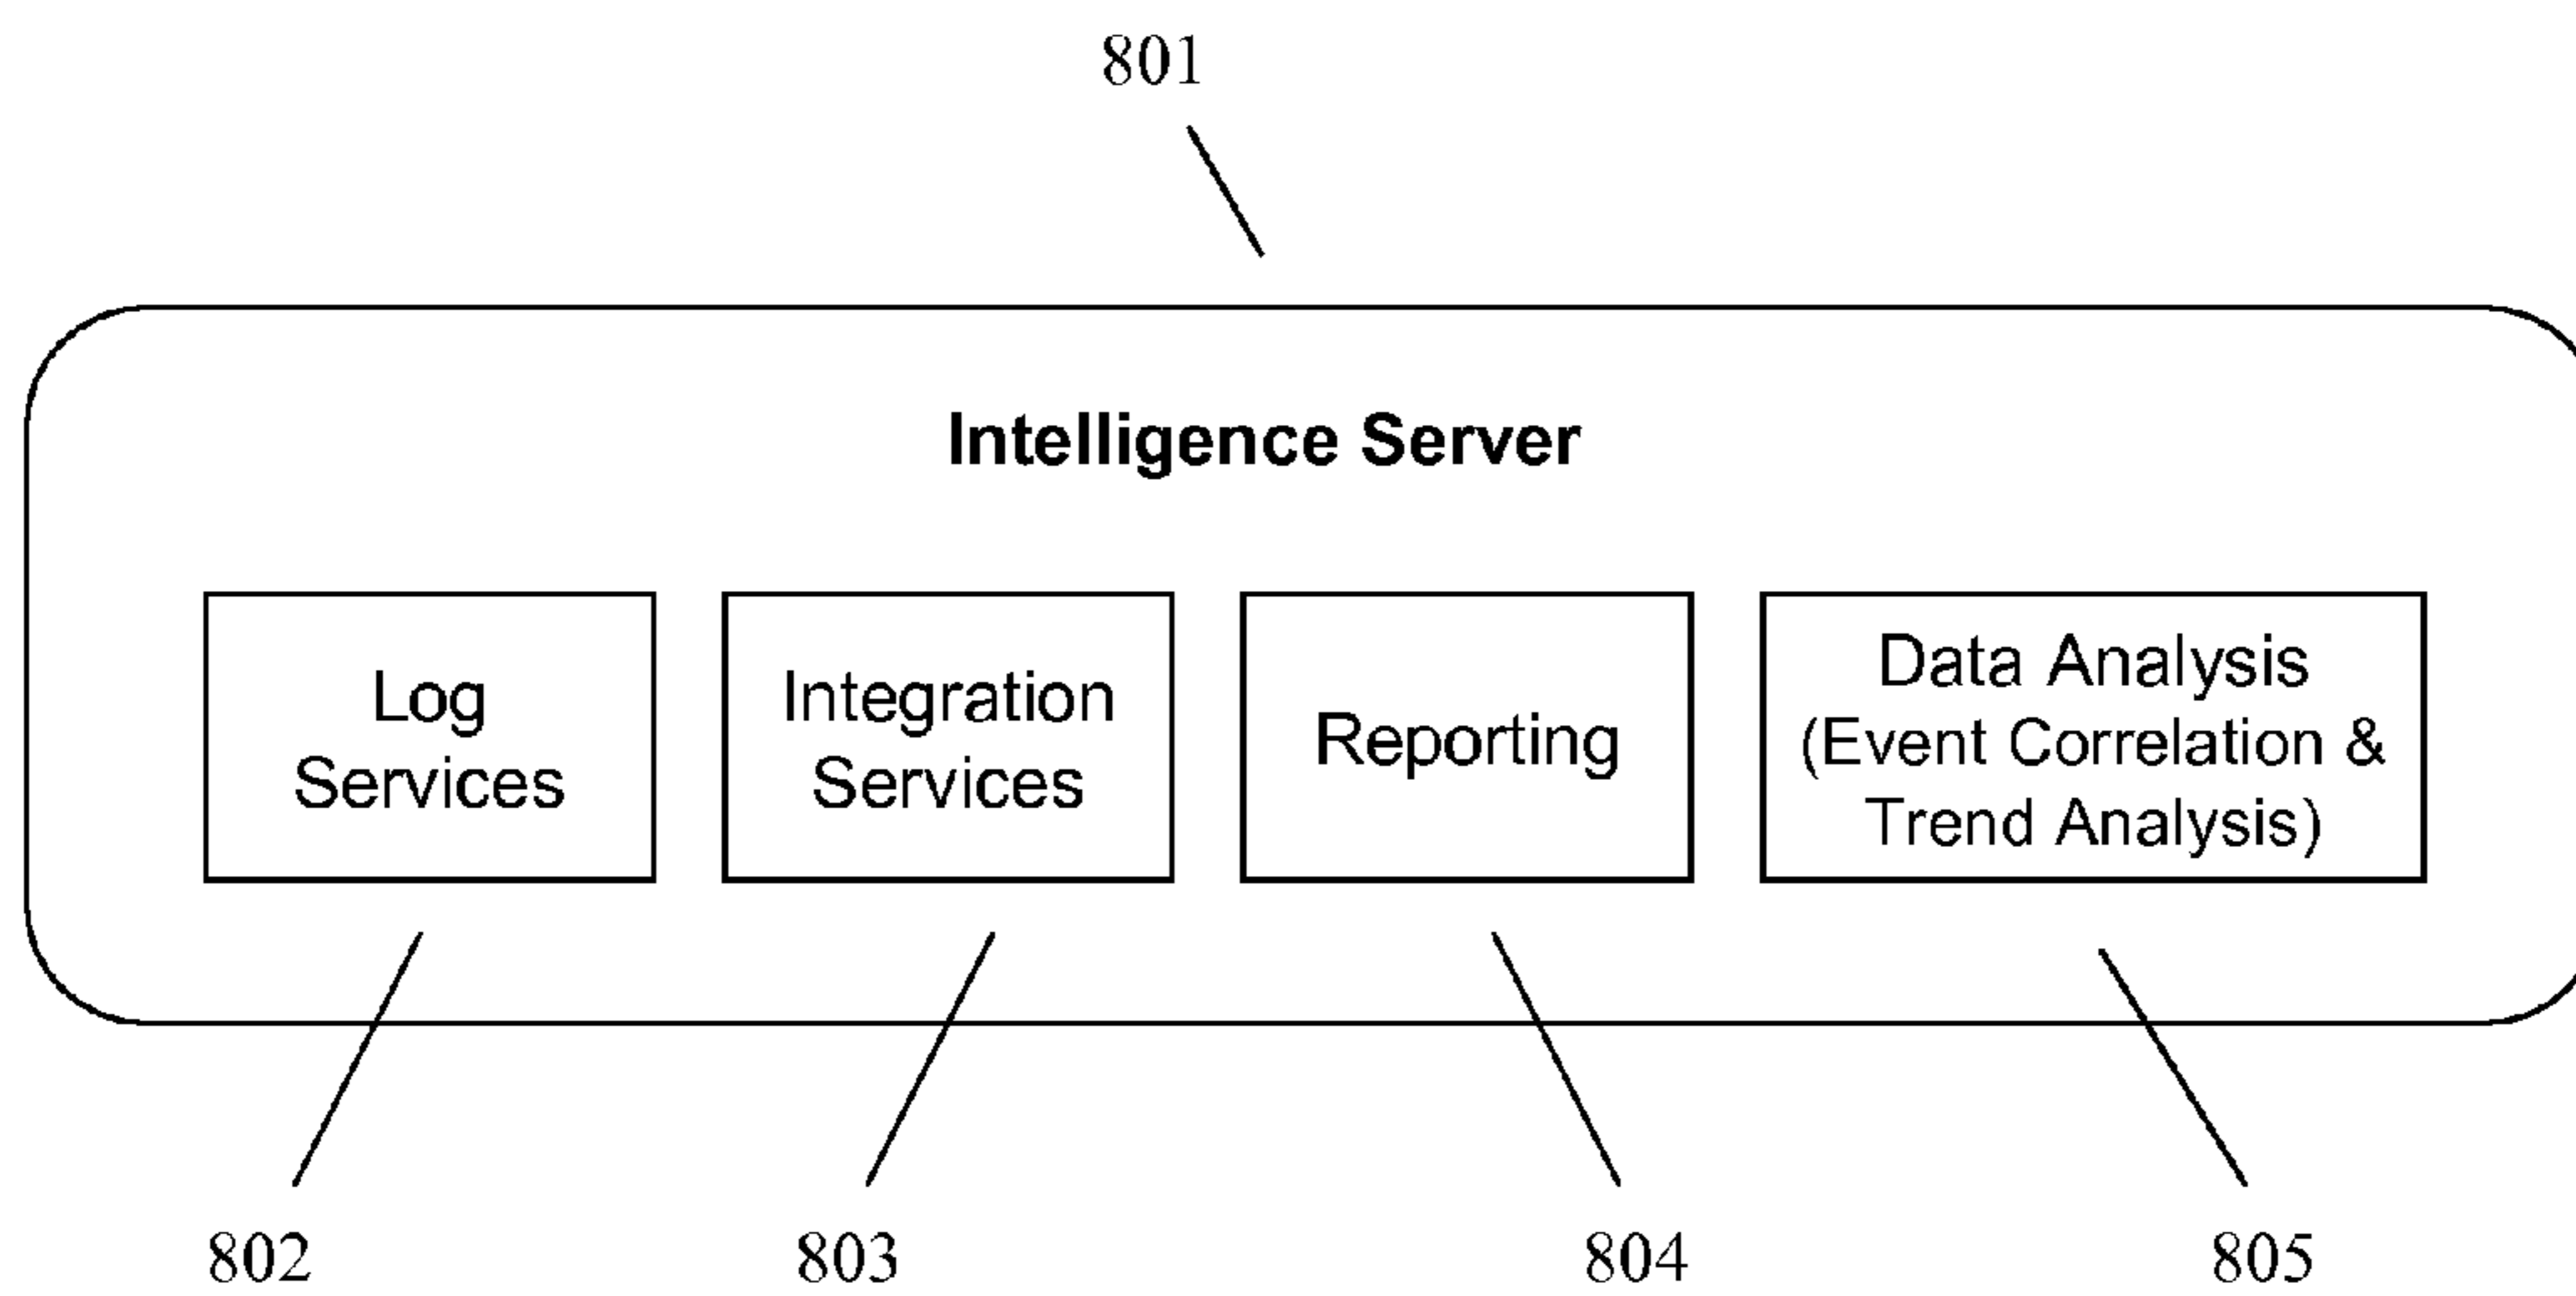 801
Intelligence Server
Log
Services
Integration
Services
Reporting
Data Analysis
(Event Correlation &
Trend Analysis)
802
803
804
805